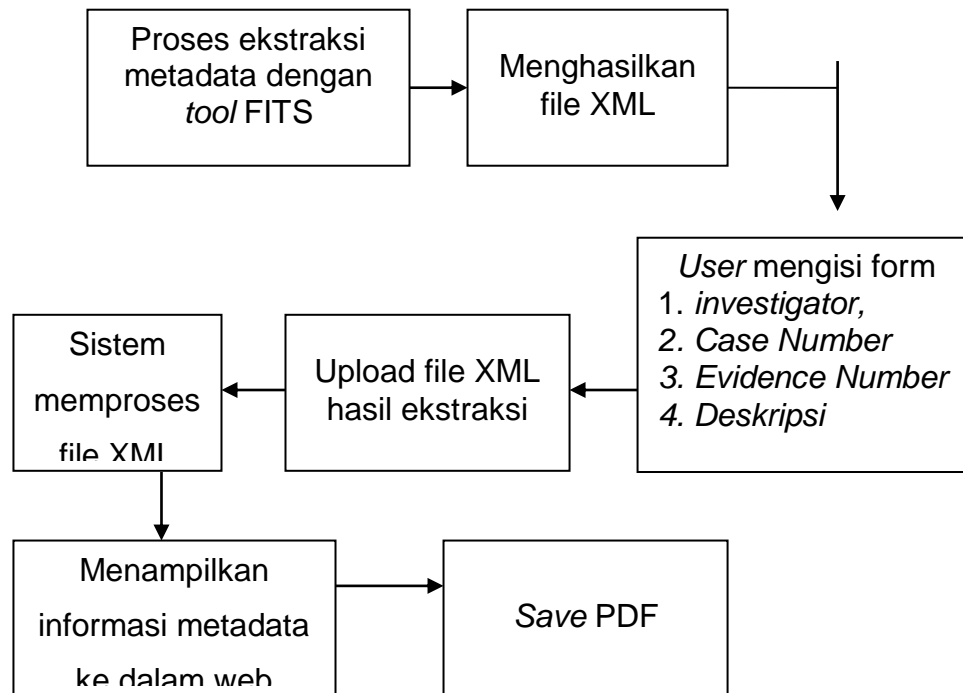 Proses ekstraksi
metadata dengan
tool FITS
Menghasilkan
file XML
User mengisi form
1. investigator,
2. Case Number
3. Evidence Number
4. Deskripsi
Upload file XML
hasil ekstraksi
Sistem
memproses
file XML
Menampilkan
informasi metadata
ke dalam web
Save PDF